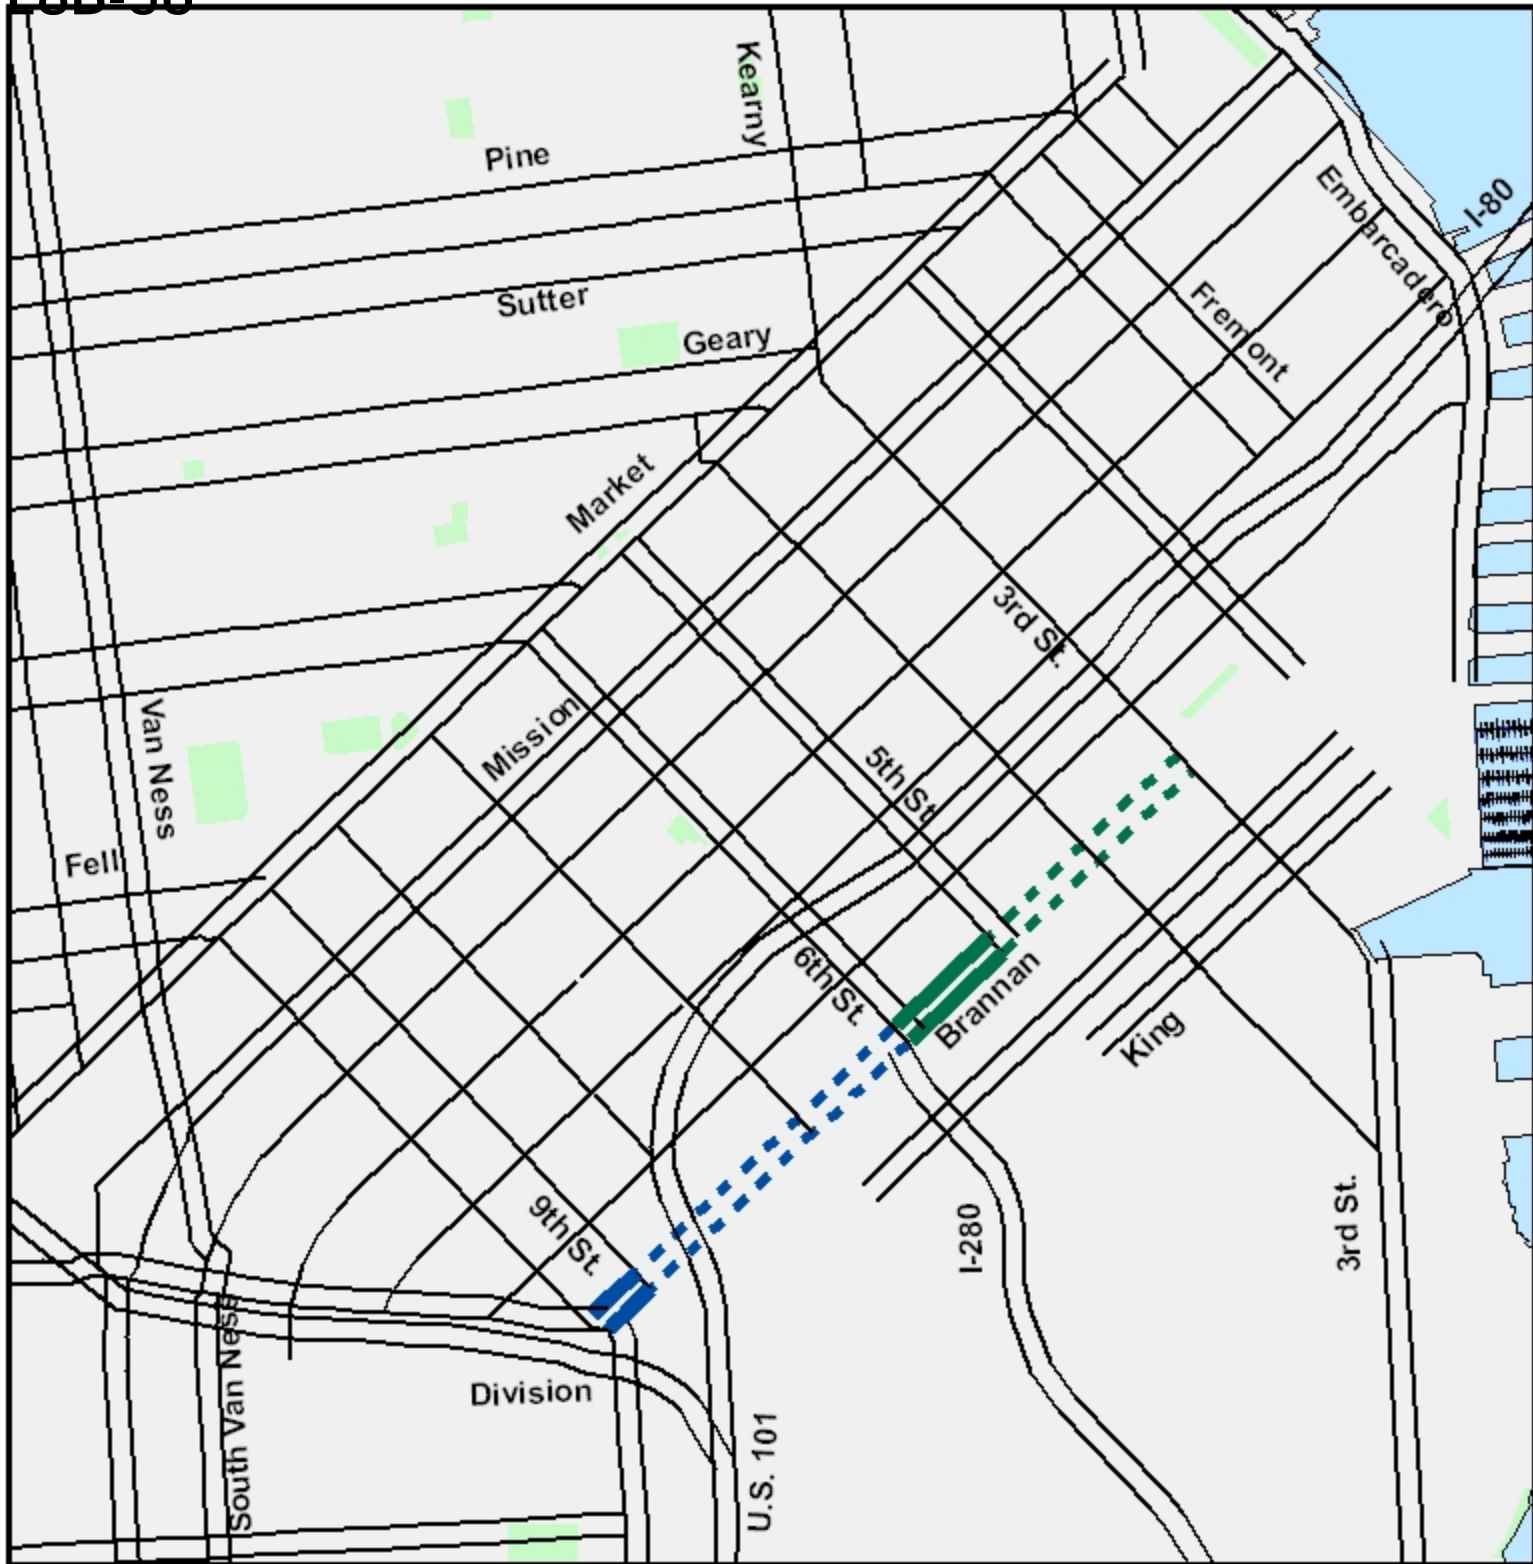 Kearny
Pine
I-80
Embarcadero
Sutter
Fremont
Geary
Market
3rd St.
Mission
Van Ness
5th St.
Fell
6th St.
Brannan
King
9th St.
I-280
3rd St.
South Van Ness
Division
U.S. 101